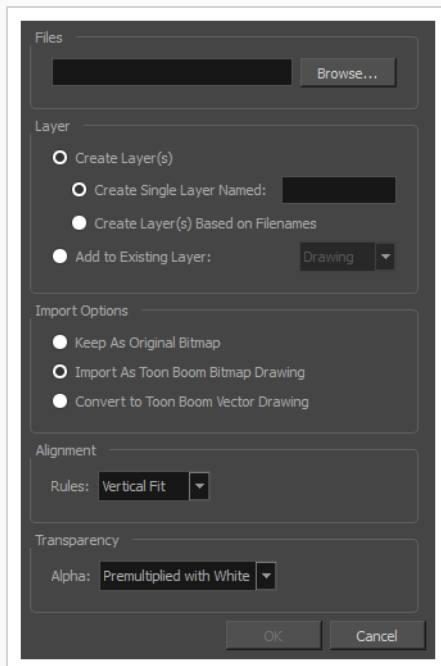 Files
Browse...
Layer
Create Layer(s)
Create Single Layer Named:
Create Layer(s) Based on Filenames
Add to Existing Layer: Drawing
Import Options
Keep As Original Bitmap
Import As Toon Boom Bitmap Drawing
Convert to Toon Boom Vector Drawing
Alignment
Rules: Vertical Fit
Transparency
Alpha: Premultiplied with White
OK Cancel